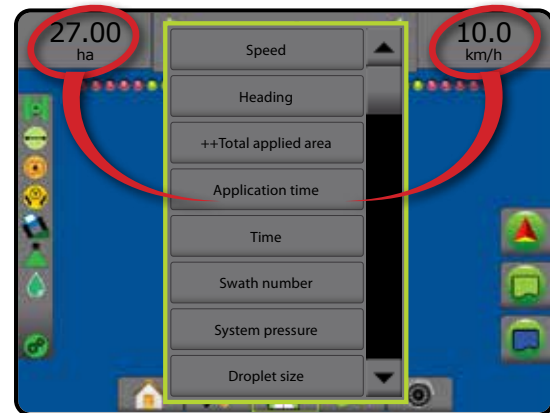 27.00
ha
10.0
km/h
Speed
Heading
++Total applied area
Application time
Time
Swath number
System pressure
Droplet size